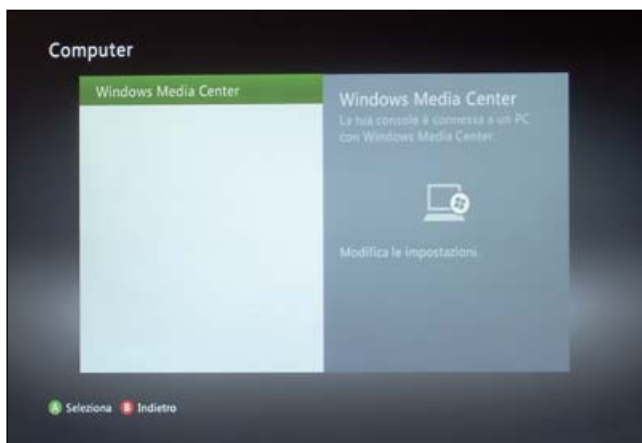 Computer
Windows Media Center
Windows Media Center
La tua console è connessa a un PC
con Windows Media Center.
Modifica le impostazioni.
A Seleziona B Indietro